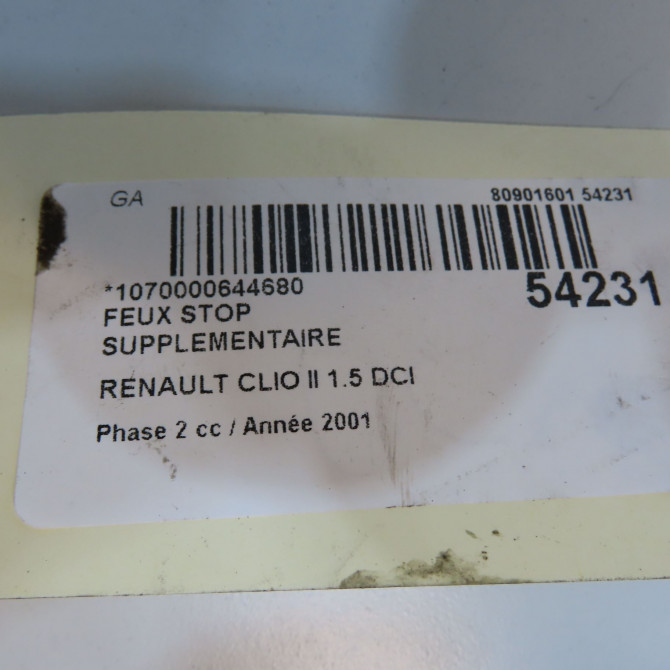 GA
80901601 54231
*1070000644680
54231
FEUX STOP
SUPPLEMENTAIRE
RENAULT CLIO II 1.5 DCI
Phase 2 cc / Année 2001